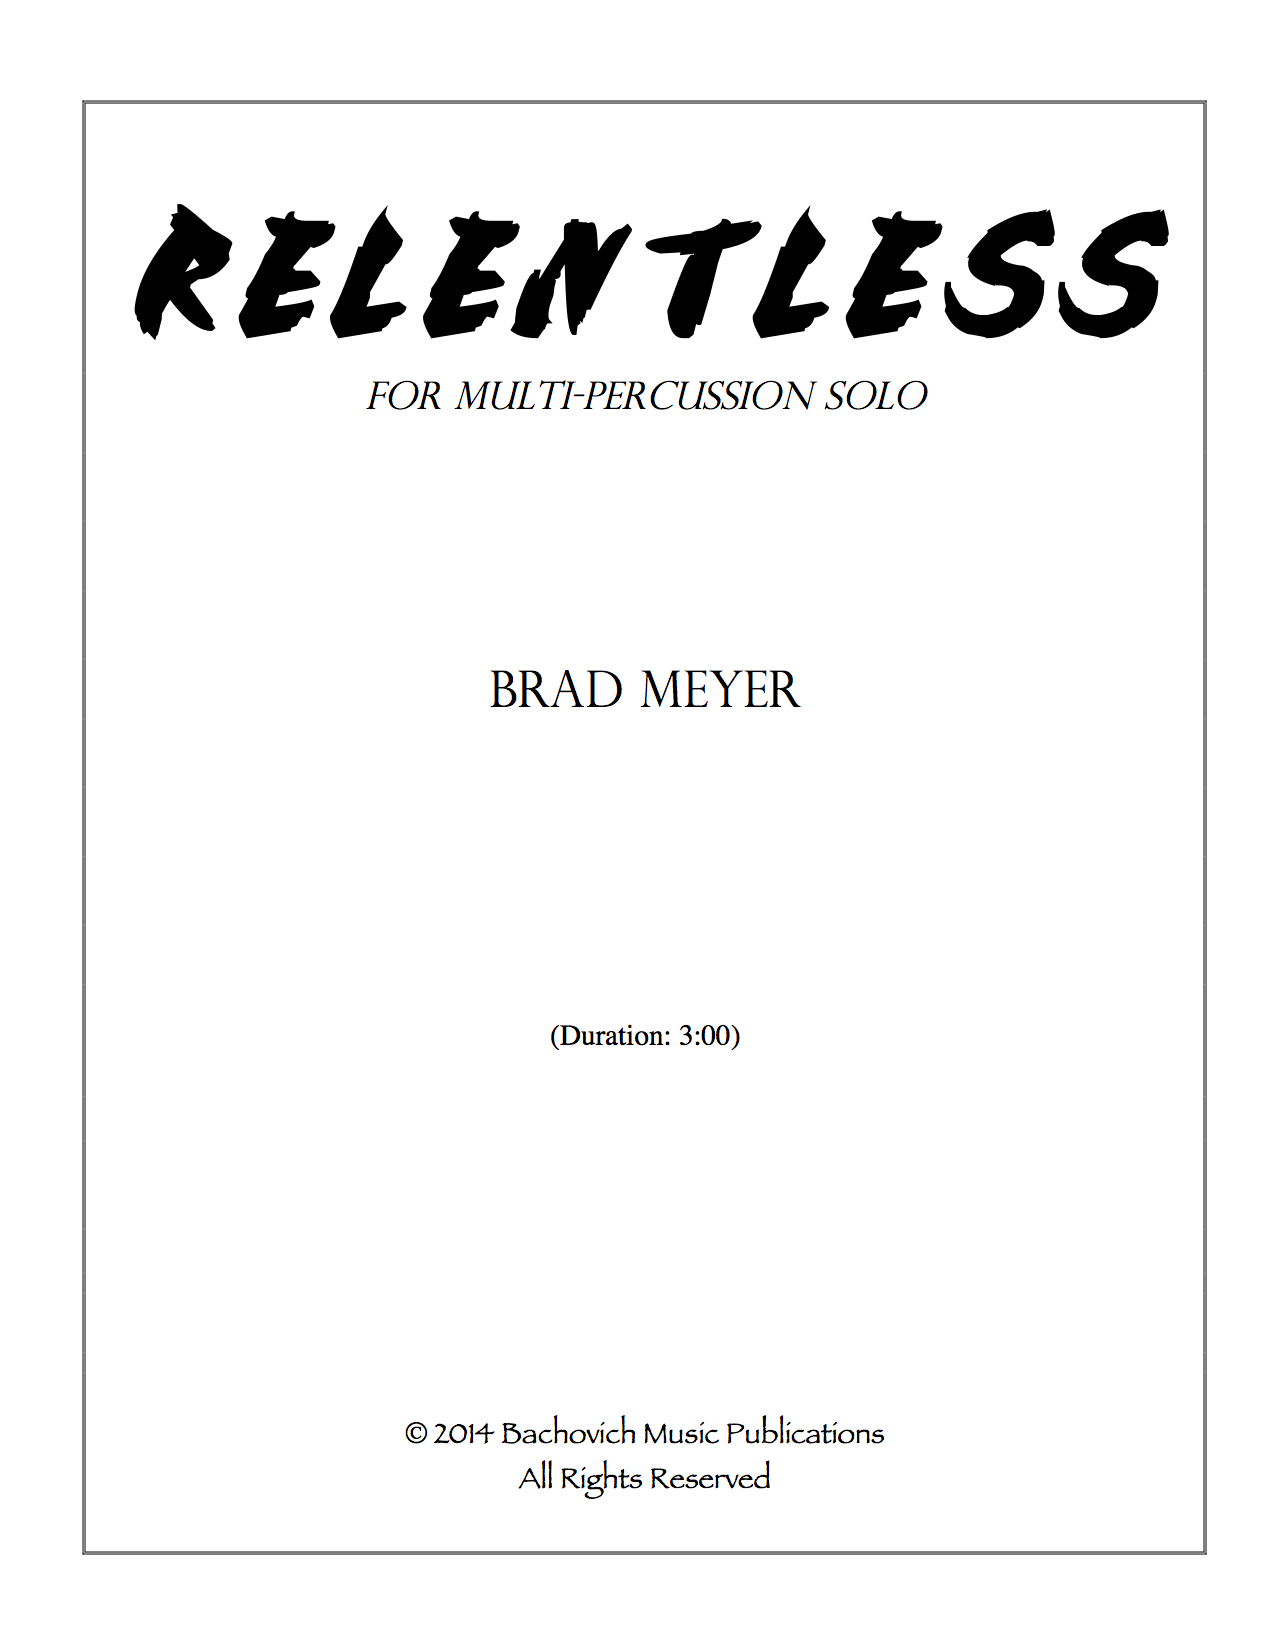 RELENTLESS
FOR MULTI-PERCUSSION SOLO
BRAD MEYER
(Duration: 3:00)
© 2014 Bachovich Music Publications
All Rights Reserved